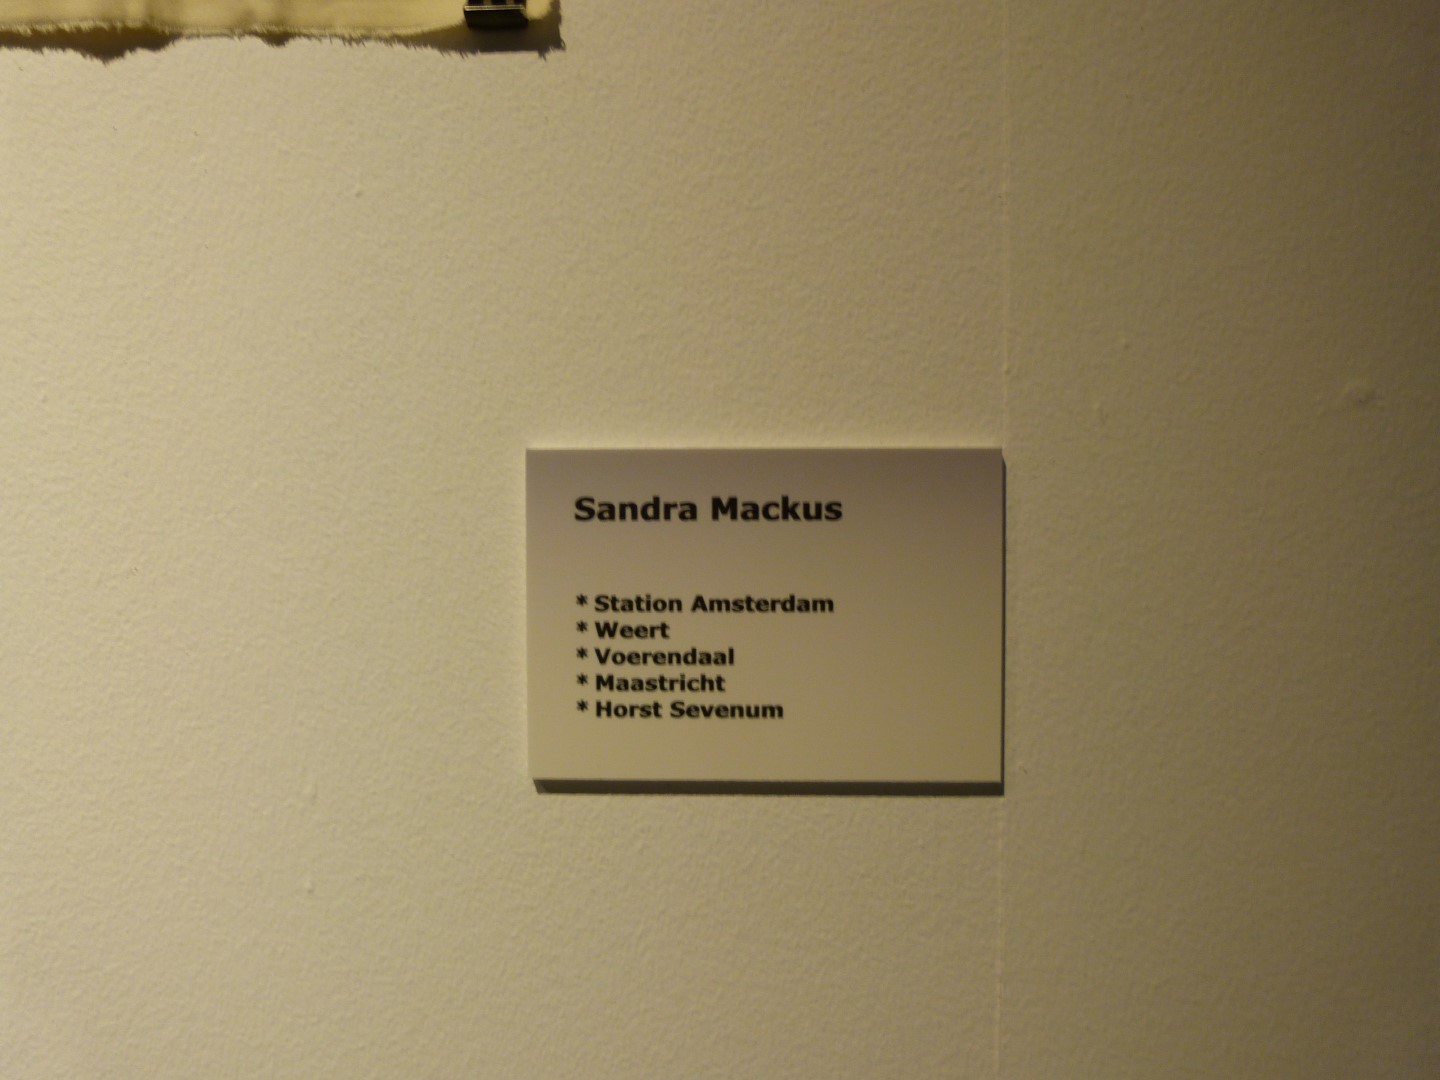 Sandra Mackus
* Station Amsterdam
* Weert
* Voerendaal
* Maastricht
* Horst Sevenum